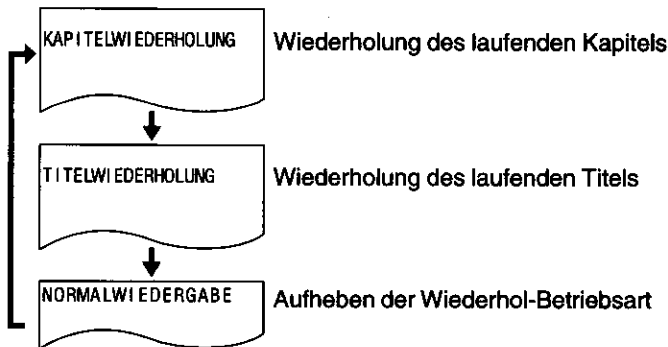 KAPITELWIEDERHOLUNG Wiederholung des laufenden Kapitels
TITELWIEDERHOLUNG Wiederholung des laufenden Titels
NORMALWIEDERGABE Aufheben der Wiederhol-Betriebsart